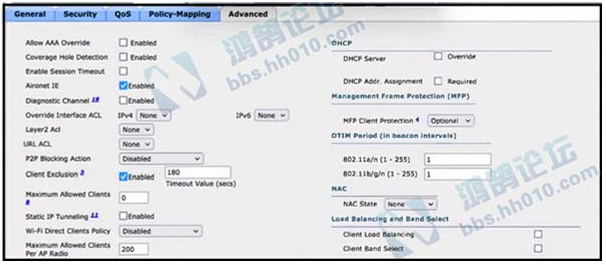 General Security QoS Policy-Mapping Advanced
Allow AAA Override Enabled
Coverage Hole Detection Enabled
Enable Session Timeout
Aironet IE Enabled
Diagnostic Channel 18 Enabled
Override Interface ACL IPv4 None IPv6 None
Layer2 Acl None
URL ACL None
P2P Blocking Action Disabled
Client Exclusion 3 Enabled 180
Timeout Value (secs)
Maximum Allowed Clients 0
8
Static IP Tunneling 11 Enabled
Wi-Fi Direct Clients Policy Disabled
Maximum Allowed Clients
Per AP Radio 200
DHCP
DHCP Server Override
DHCP Addr. Assignment Required
Management Frame Protection (MFP)
MFP Client Protection 4 Optional
DTIM Period (in beacon intervals)
802.11a/n (1 - 255) 1
802.11b/g/n (1 - 255) 1
NAC
NAC State None
Load Balancing and Band Select
Client Load Balancing
Client Band Select
鸿鹄论坛
bbs.hh010.com
鸿鹄论坛
bbs.hh010.com